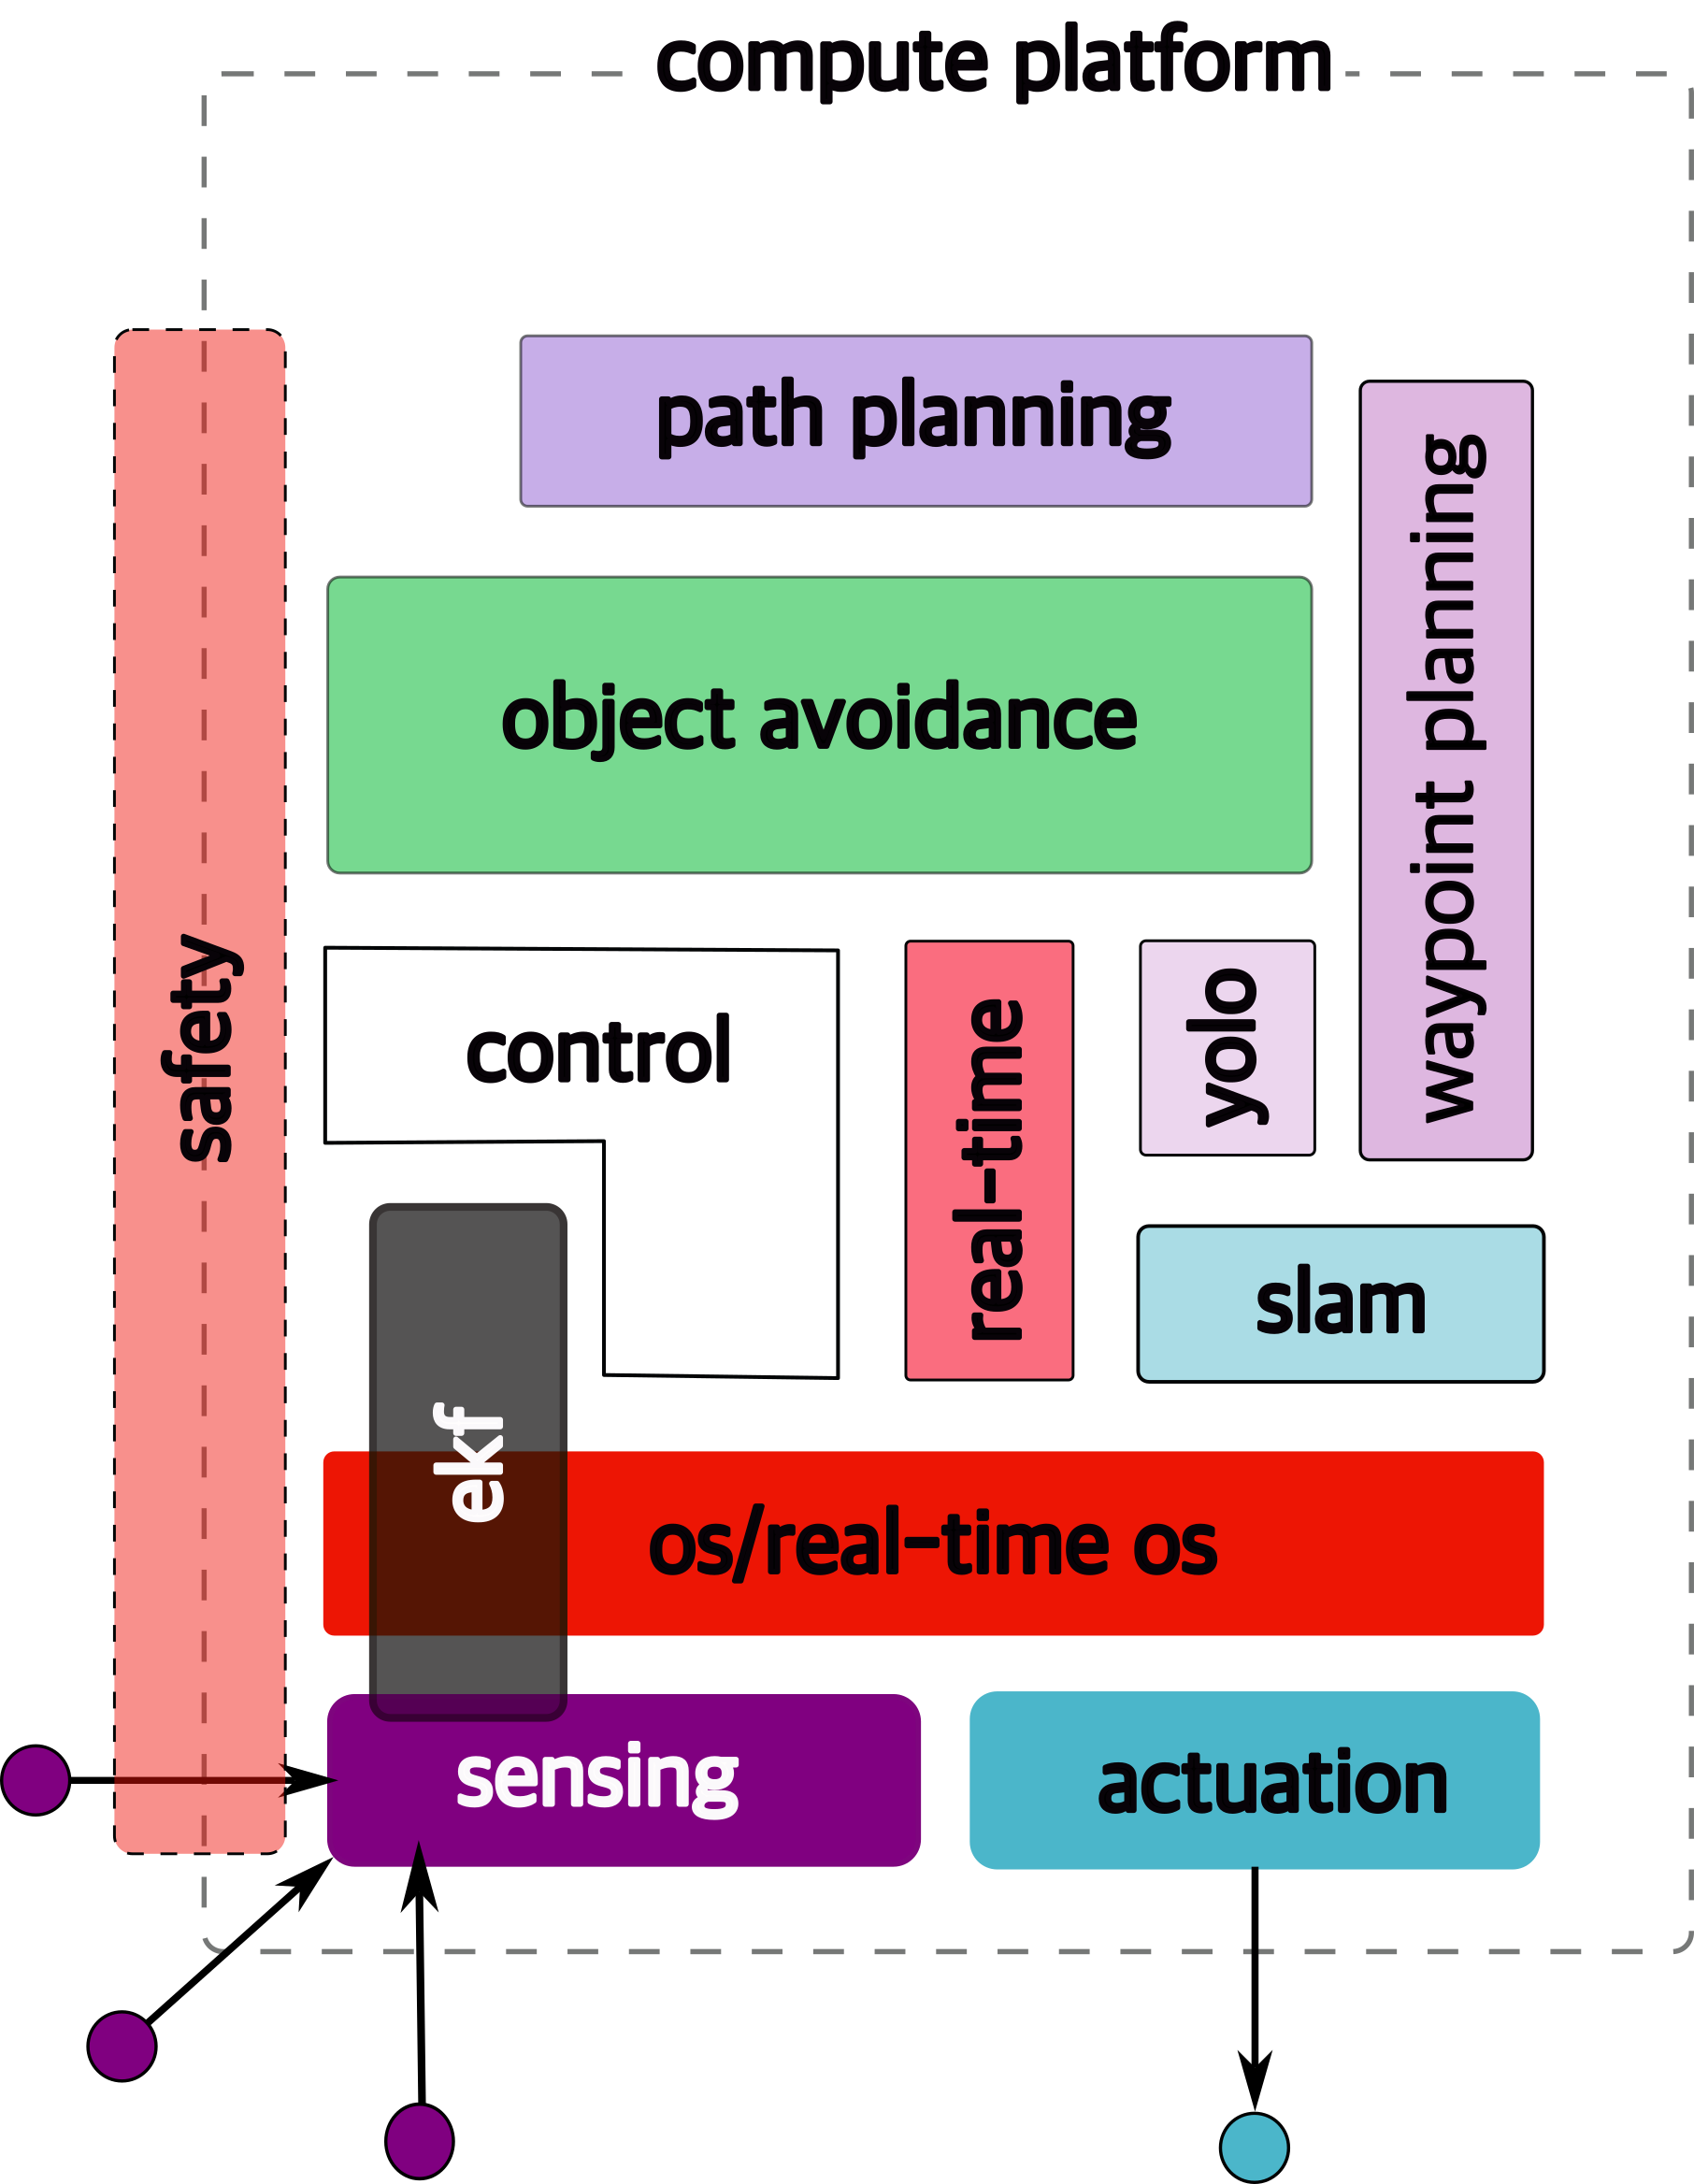 compute platform
path planning
waypoint planning
object avoidance
safety
control
real-time
yolo
slam
ekf
os/real-time os
sensing
actuation